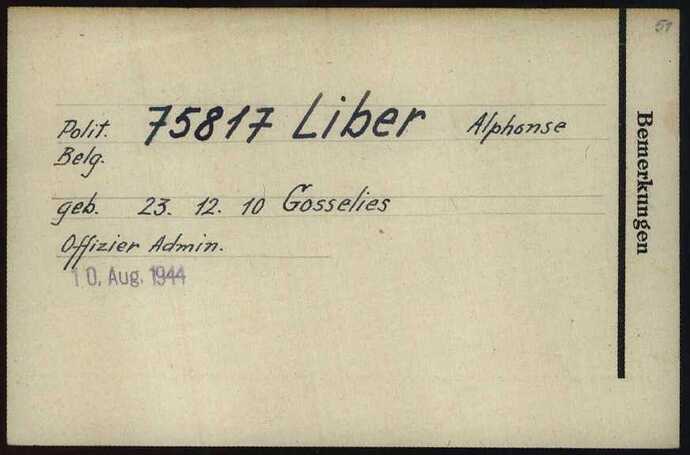 51
Polit. 75817 Liber Alphonse
Belg.
geb. 23. 12. 10 Gosselies
Offizier Admin.
10. Aug. 1944
Bemerkungen